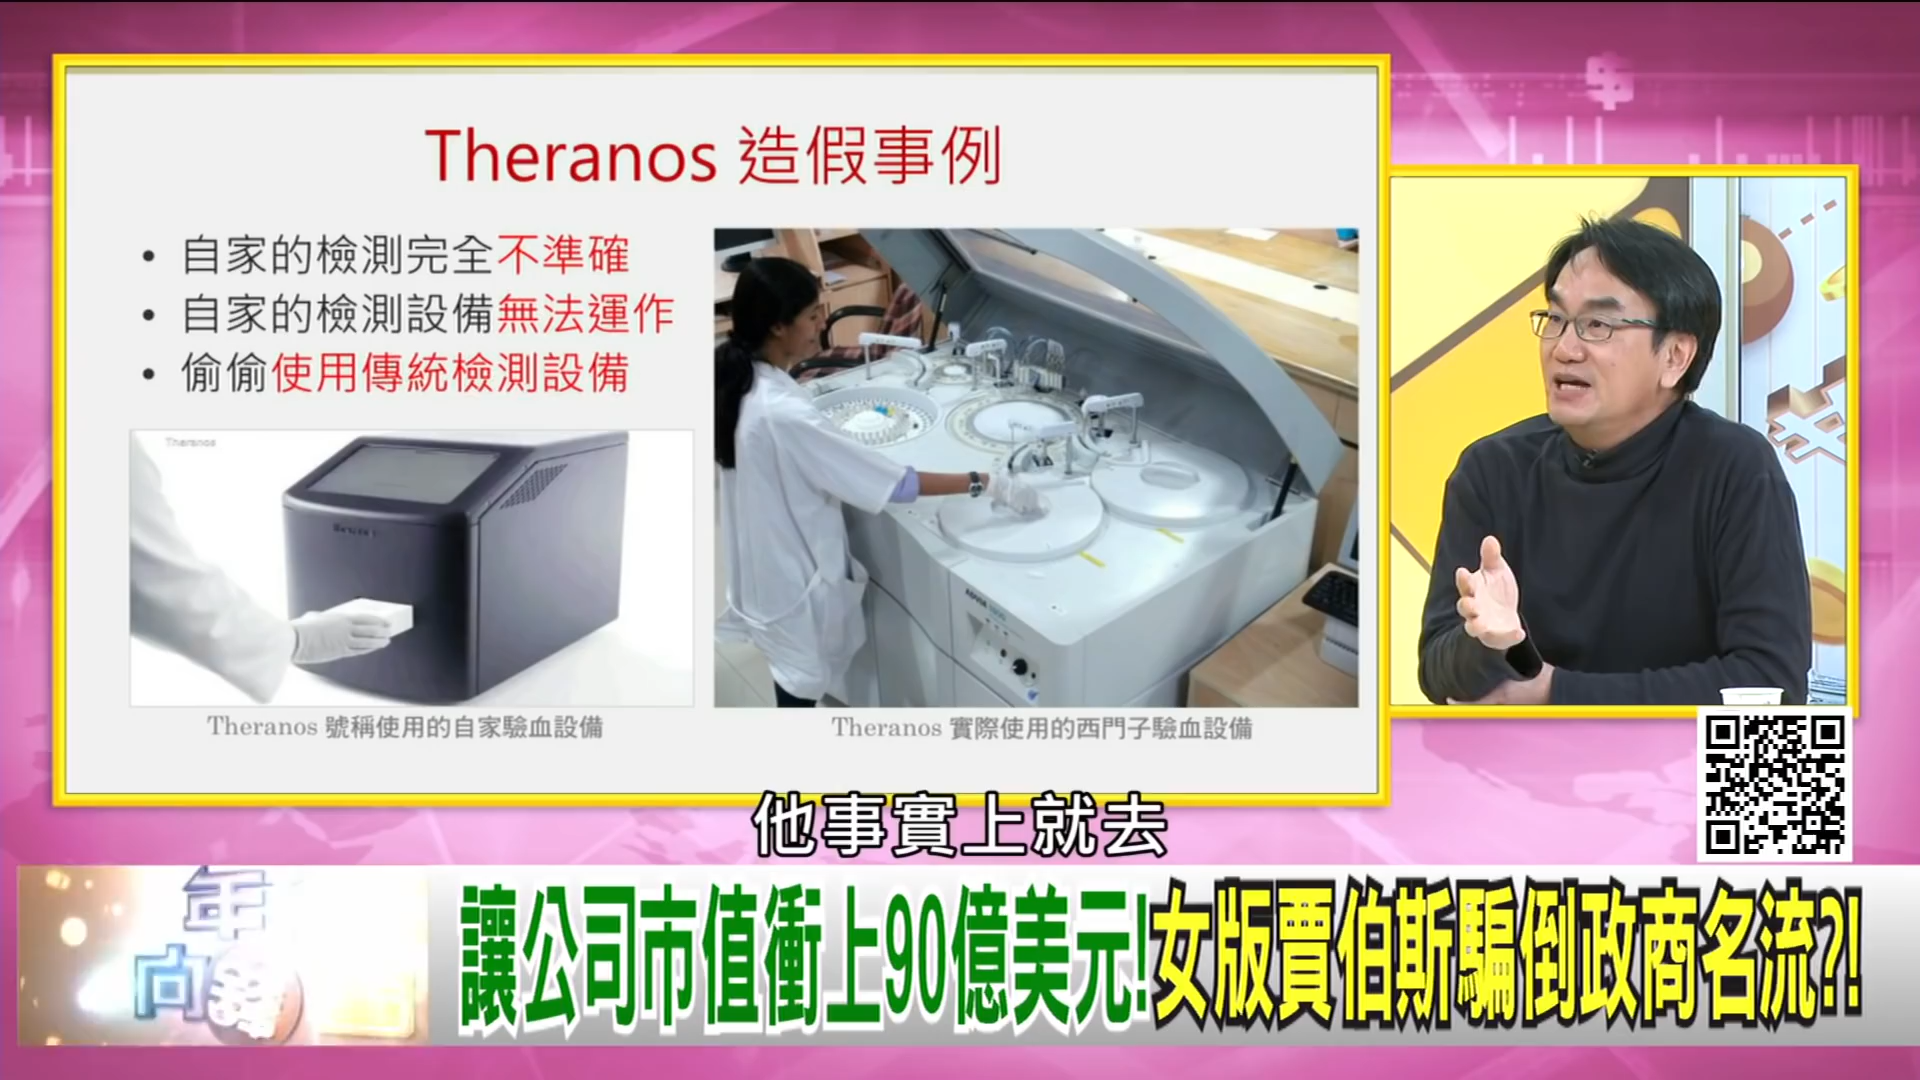 Theranos 造假事例
• 自家的檢測完全不準確
• 自家的檢測設備無法運作
• 偷偷使用傳統檢測設備
Theranos
Theranos 號稱使用的自家驗血設備
Theranos 實際使用的西門子驗血設備
他事實上就去
年
向
讓公司市值衝上90億美元!女版賈伯斯騙倒政商名流?!